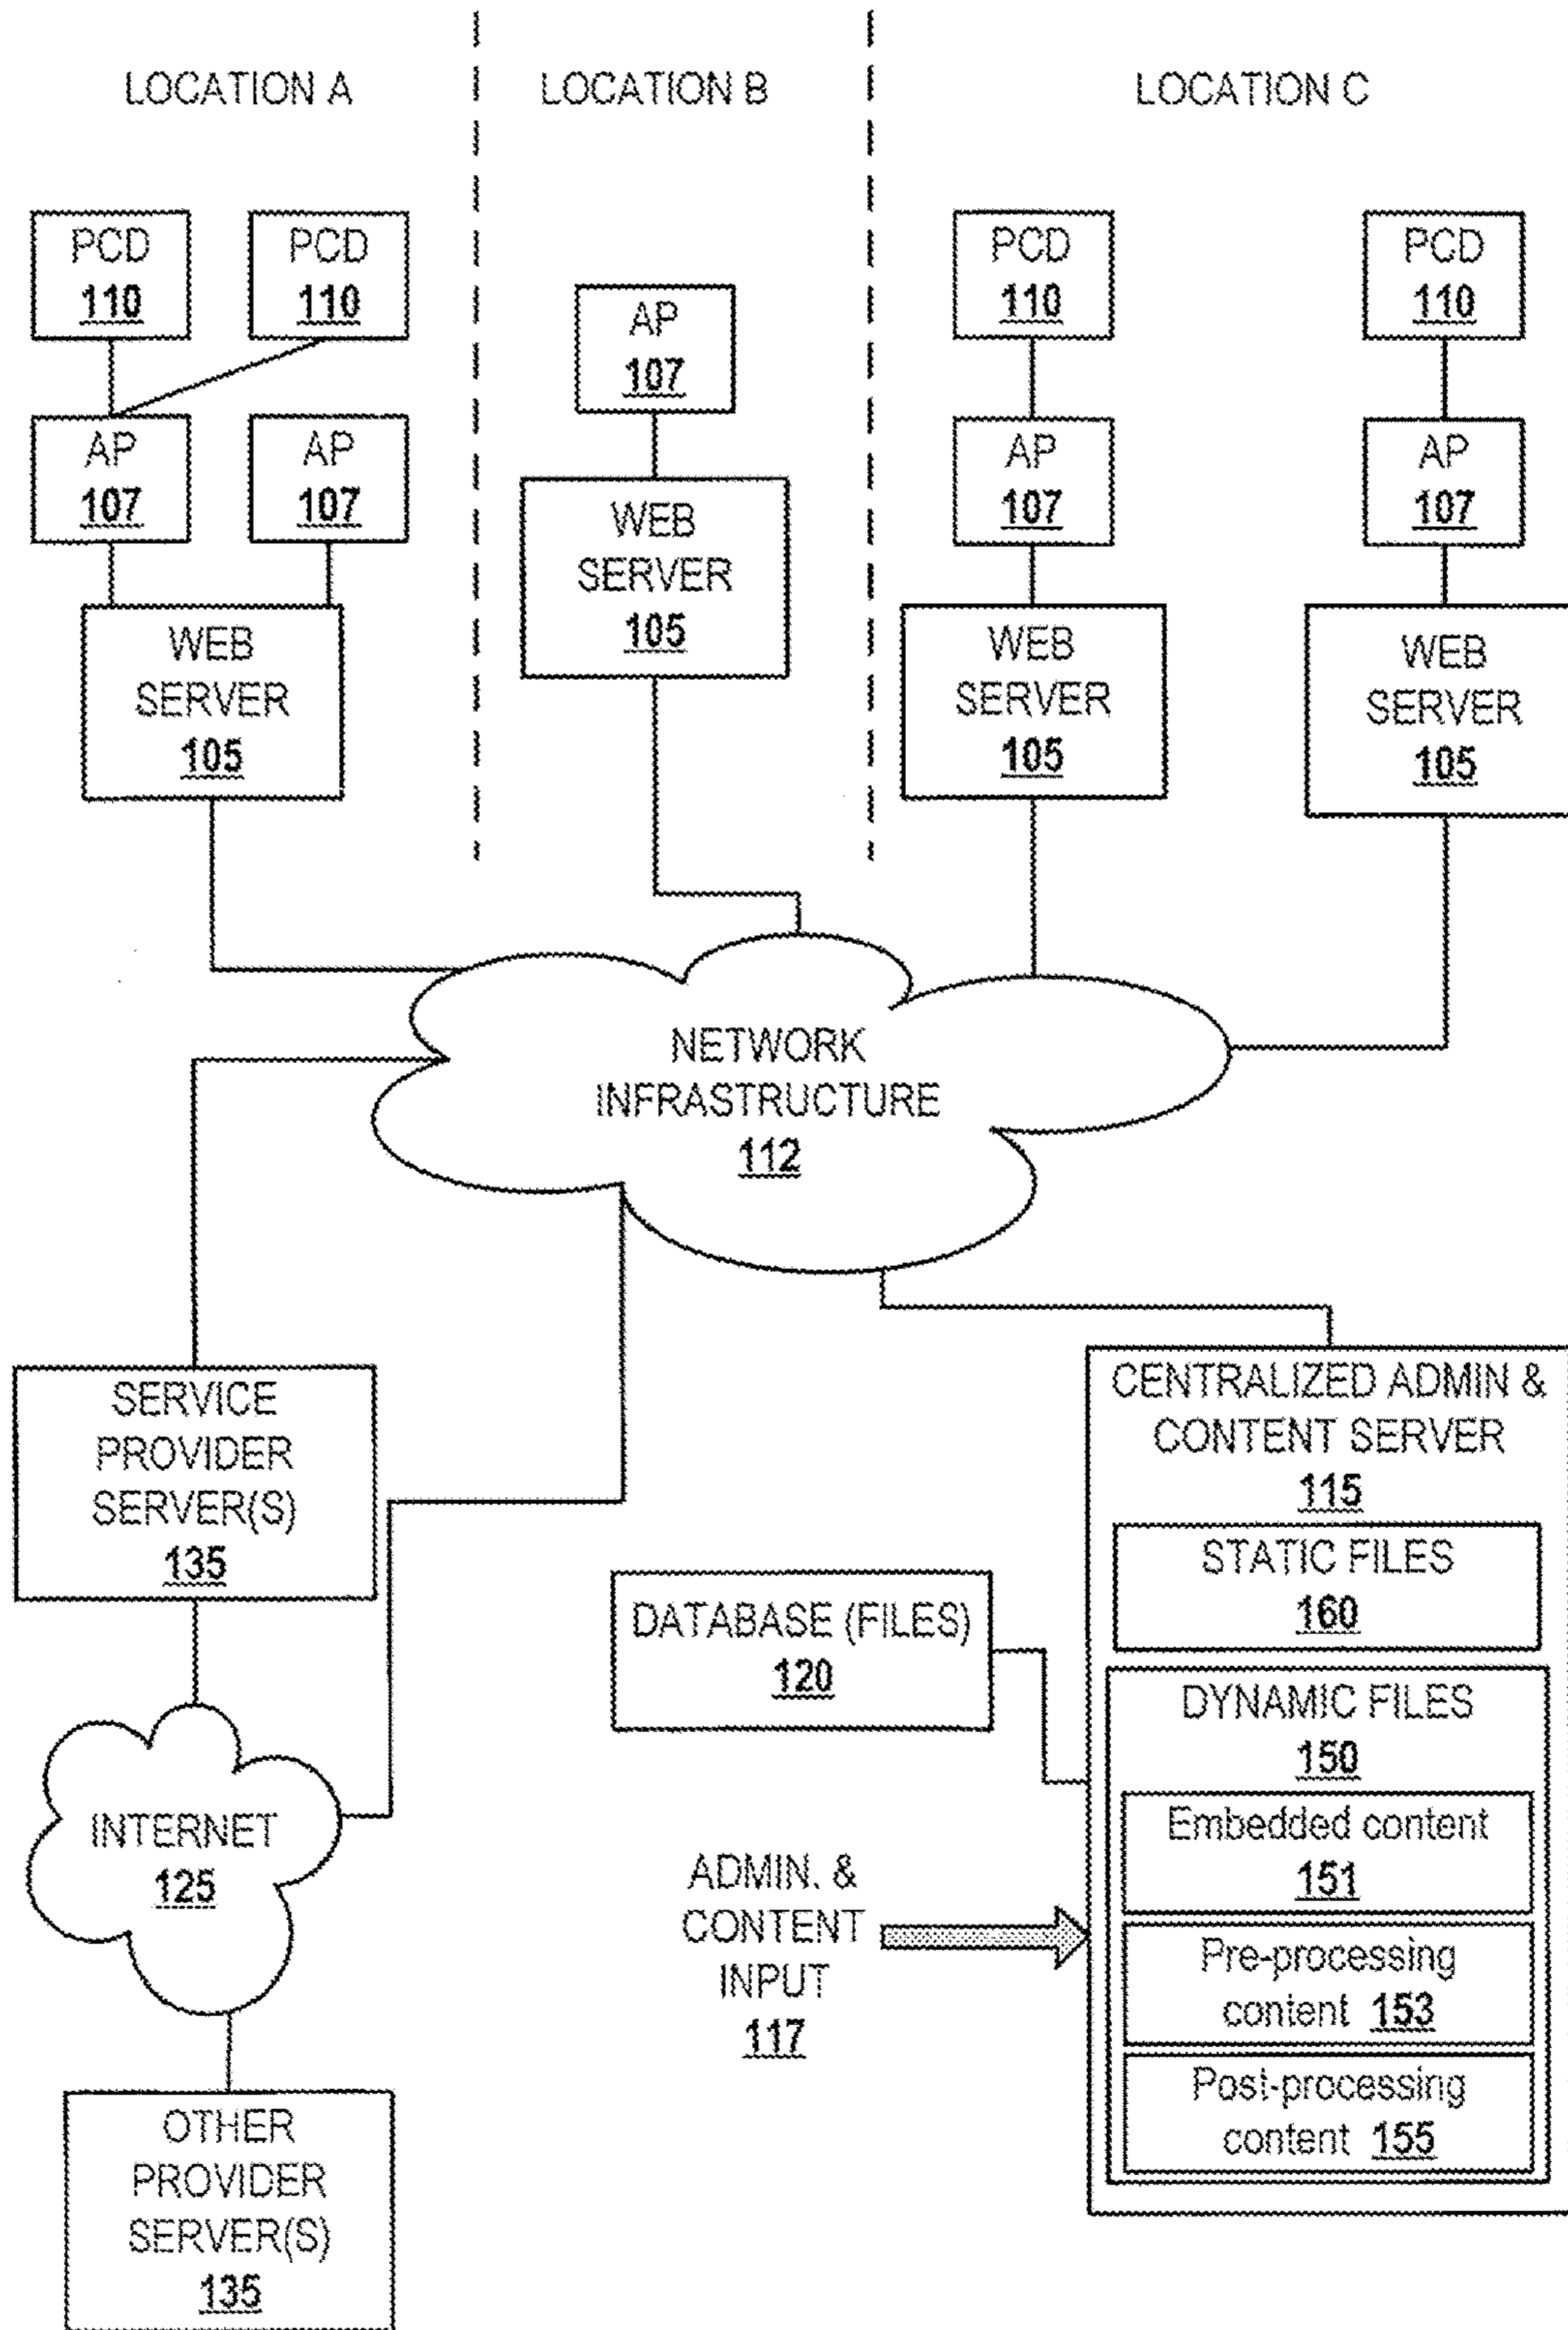 LOCATION A
LOCATION B
LOCATION C
PCD
110
PCD
110
AP
107
AP
107
WEB
SERVER
105
AP
107
WEB
SERVER
105
PCD
110
AP
107
WEB
SERVER
105
PCD
110
AP
107
WEB
SERVER
105
NETWORK
INFRASTRUCTURE
112
SERVICE
PROVIDER
SERVER(S)
135
INTERNET
125
OTHER
PROVIDER
SERVER(S)
135
DATABASE (FILES)
120
ADMIN. &
CONTENT
INPUT
117
CENTRALIZED ADMIN &
CONTENT SERVER
115
STATIC FILES
160
DYNAMIC FILES
150
Embedded content
151
Pre-processing
content 153
Post-processing
content 155